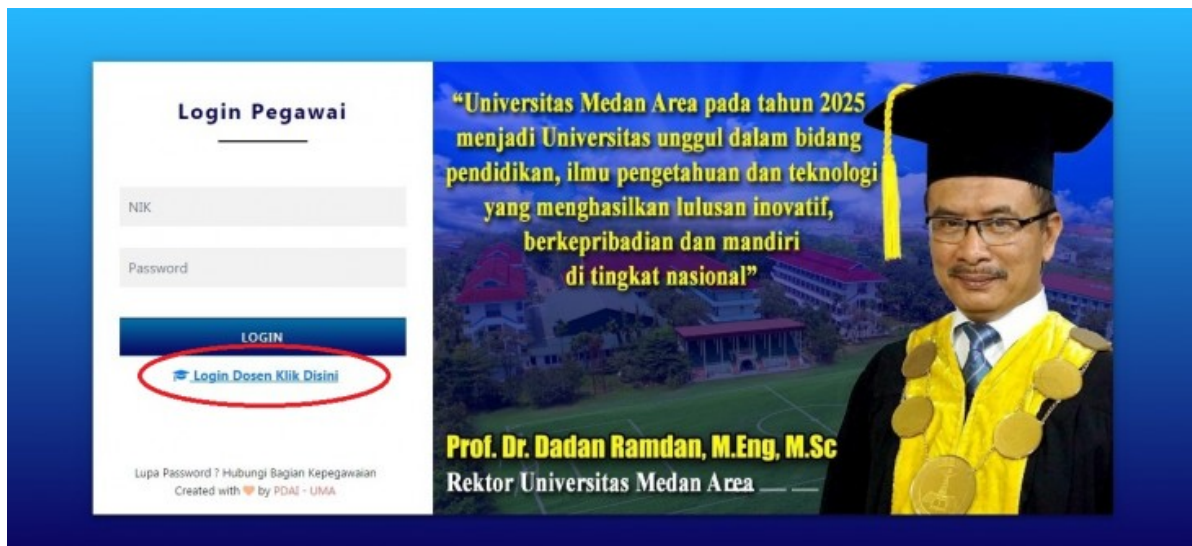 Login Pegawai
NIK
Password
LOGIN
Login Dosen Klik Disini
Lupa Password ? Hubungi Bagian Kepegawaian
Created with 🧡 by PDAI - UMA
“Universitas Medan Area pada tahun 2025
menjadi Universitas unggul dalam bidang
pendidikan, ilmu pengetahuan dan teknologi
yang menghasilkan lulusan inovatif,
berkepribadian dan mandiri
di tingkat nasional”
Prof. Dr. Dadan Ramdan, M.Eng, M.Sc
Rektor Universitas Medan Area